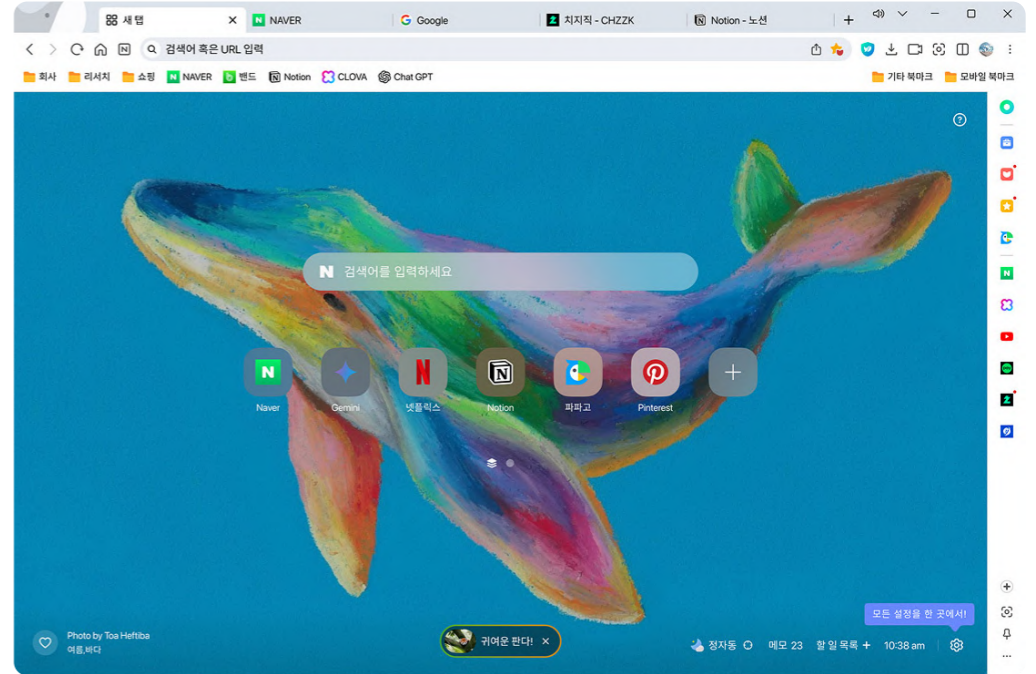 새 탭
NAVER
Google
치지직 - CHZZK
Notion - 노션
검색어 혹은 URL 입력
회사 리서치 쇼핑 NAVER 밴드 Notion CLOVA Chat GPT 기타 북마크 모바일 북마크
검색어를 입력하세요
Naver Gemini 넷플릭스 Notion 파파고 Pinterest
모든 설정을 한 곳에서!
Photo by Toa Heftiba
여름,바다
귀여운 판다!
정자동 메모 23 할 일 목록 10:38 am